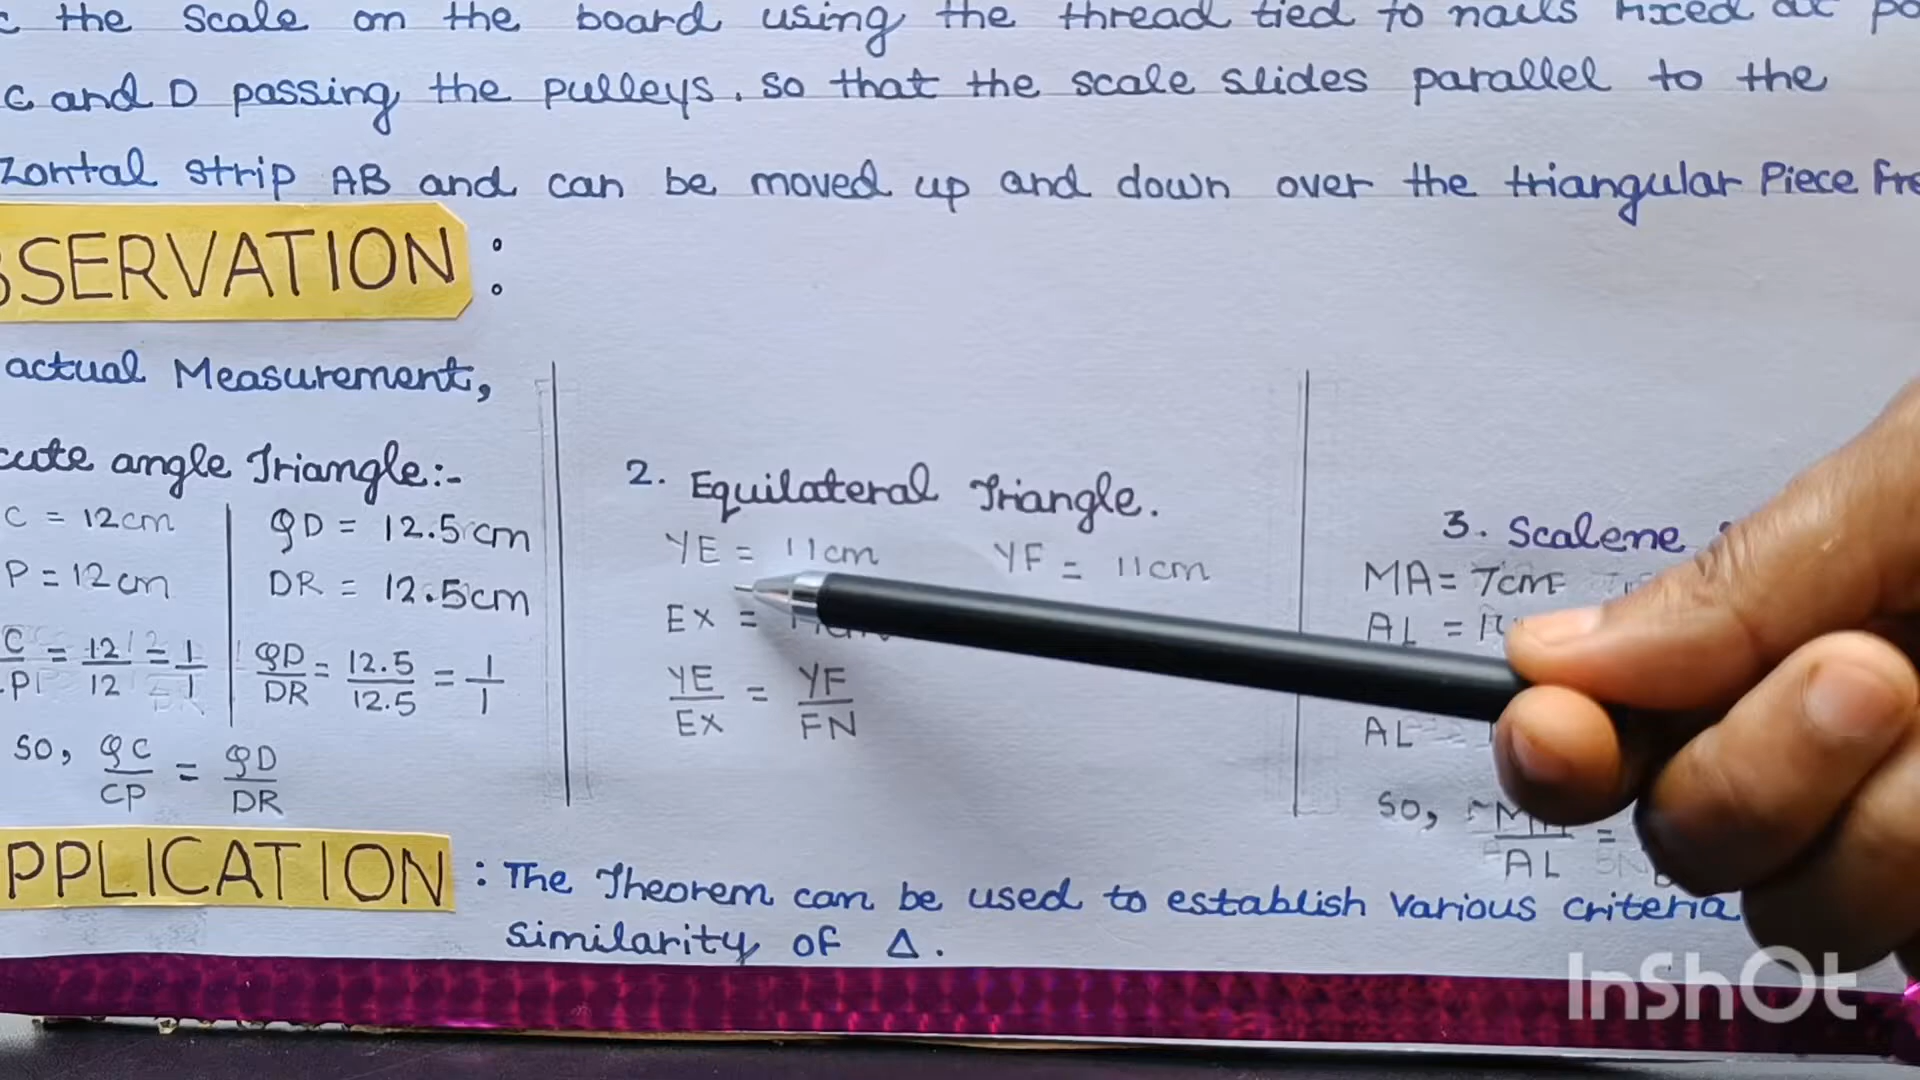 the scale on the board using the thread tied to nails fixed at
C and D passing the pulleys. so that the scale slides parallel to the
zontal strip AB and can be moved up and down over the triangular Piece
SERVATION :
actual Measurement,
cute angle Triangle:-
C = 12cm
QD = 12.5cm
P = 12cm
DR = 12.5cm
C/P = 12/12 = 1/1
QD/DR = 12.5/12.5 = 1/1
so, QC/CP = QD/DR
2. Equilateral Triangle.
YE = 11cm YF = 11cm
EX =
YE/EX = YF/FN
3. Scalene
MA = 7cm
AL =
AL
so, MA/AL =
PPLICATION : The Theorem can be used to establish various criteria
similarity of Δ.
InShOt